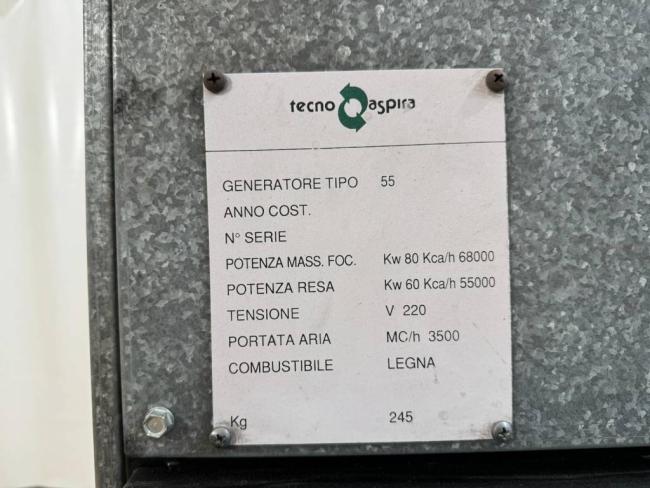 tecno aspira
GENERATORE TIPO 55
ANNO COST.
N° SERIE
POTENZA MASS. FOC. Kw 80 Kca/h 68000
POTENZA RESA Kw 60 Kca/h 55000
TENSIONE V 220
PORTATA ARIA MC/h 3500
COMBUSTIBILE LEGNA
Kg 245